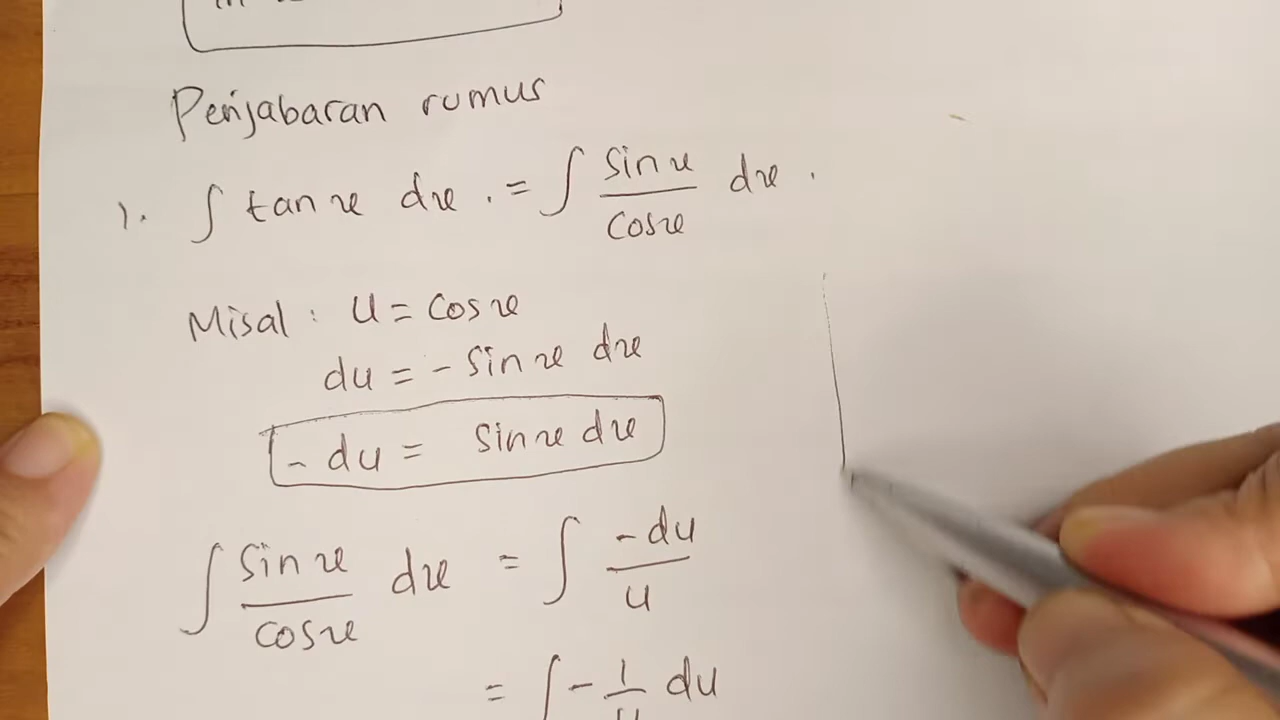 Penjabaran rumus
1. ∫ tan x dx . = ∫ sin x / cos x dx .
Misal : u = cos x
du = - sin x dx
- du = sin x dx
∫ sin x / cos x dx = ∫ -du / u
= ∫ - 1 / u du